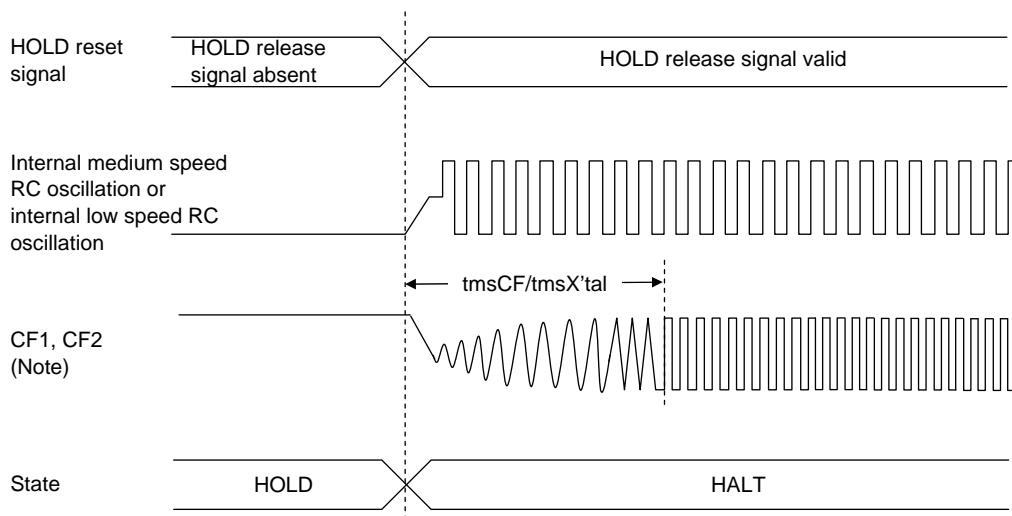 HOLD reset
signal
HOLD release
signal absent
HOLD release signal valid
Internal medium speed
RC oscillation or
internal low speed RC
oscillation
tmsCF/tmsX’tal
CF1, CF2
(Note)
State
HOLD
HALT